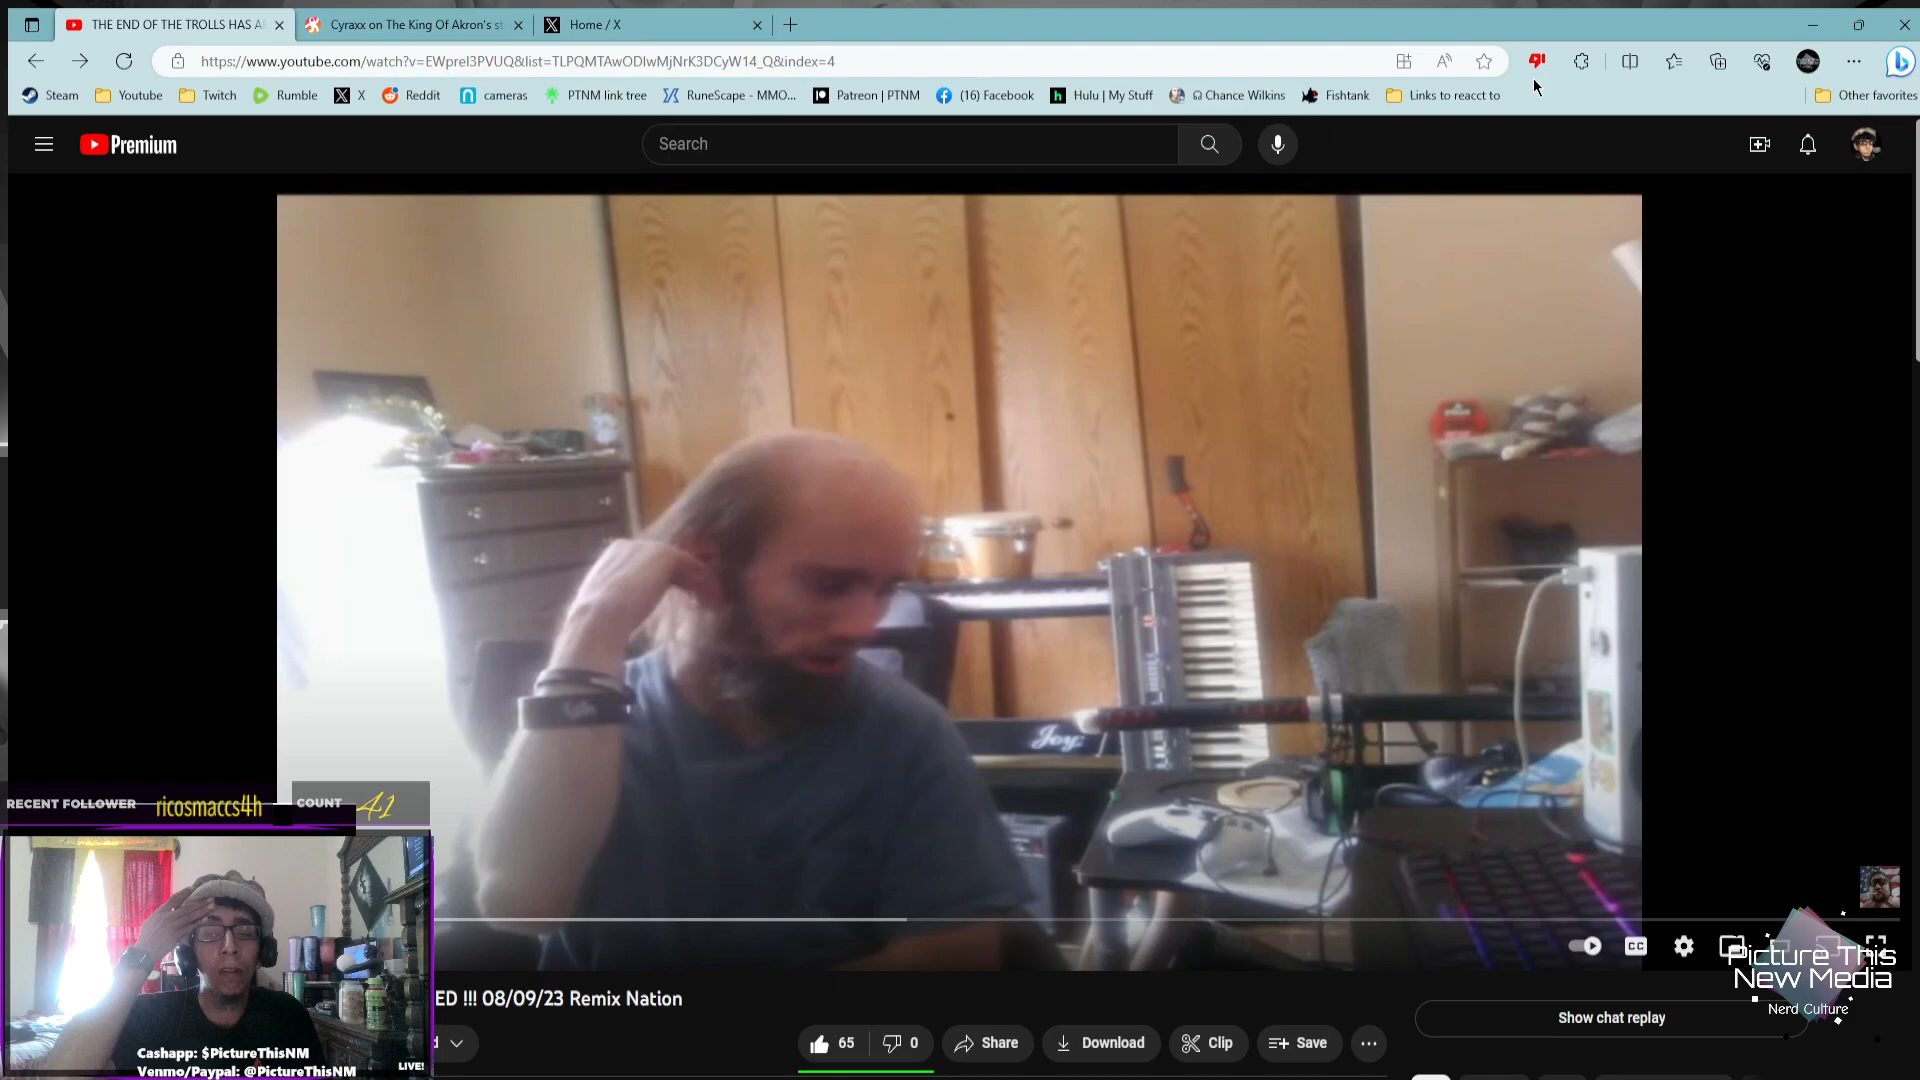 THE END OF THE TROLLS HAS A
Cyraxx on The King Of Akron's st
Home / X
https://www.youtube.com/watch?v=EWpreI3PVUQ&list=TLPQMTAwODIwMjNrK3DCyW14_Q&index=4
Steam
Youtube
Twitch
Rumble
X
Reddit
cameras
PTNM link tree
RuneScape - MMO...
Patreon | PTNM
(16) Facebook
Hulu | My Stuff
Chance Wilkins
Fishtank
Links to reacct to
Other favorites
Premium
Search
Joy
RECENT FOLLOWER
ricosmaccs4h
COUNT
41
CC
Picture This
New Media
Nerd Culture
ED !!! 08/09/23 Remix Nation
Show chat replay
d
65
0
Share
Download
Clip
Save
Cashapp: $PictureThisNM
Venmo/Paypal: @PictureThisNM
LIVE!